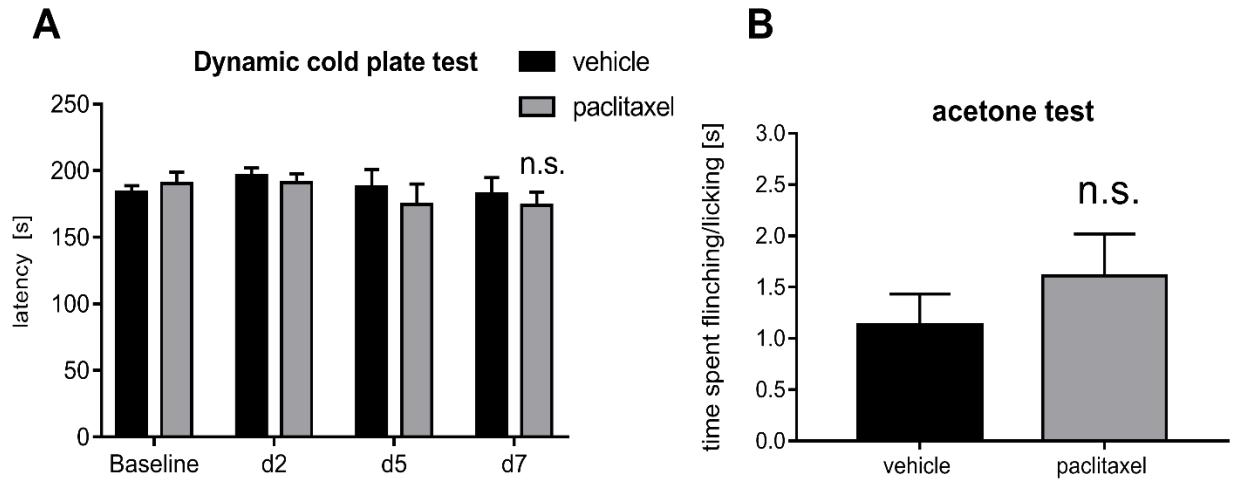 A
Dynamic cold plate test
vehicle
paclitaxel
latency [s]
250
200
150
100
50
0
n.s.
Baseline
d2
d5
d7
B
acetone test
time spent flinching/licking [s]
3.0
2.5
2.0
1.5
1.0
0.5
0.0
n.s.
vehicle
paclitaxel